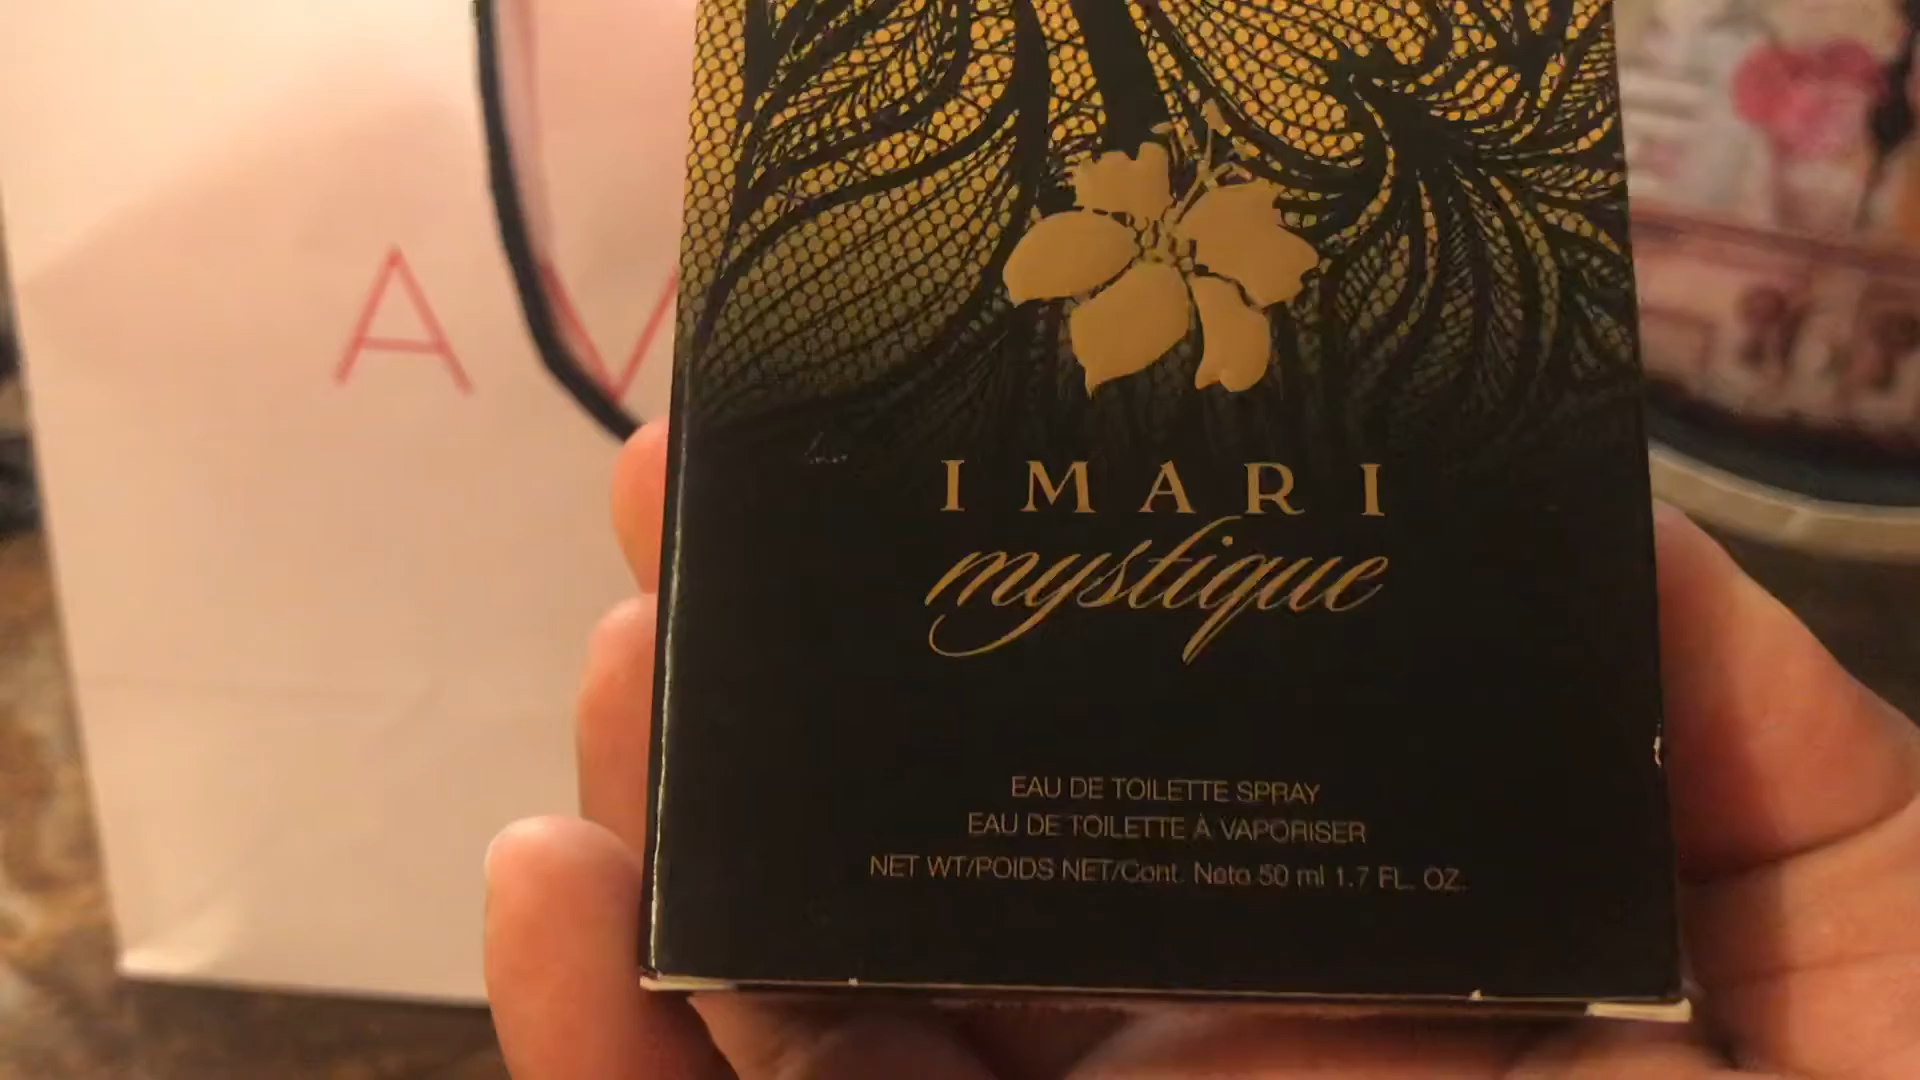 AV
IMARI
mystique
EAU DE TOILETTE SPRAY
EAU DE TOILETTE À VAPORISER
NET WT/POIDS NET/Cont. Neto 50 ml 1.7 FL. OZ.